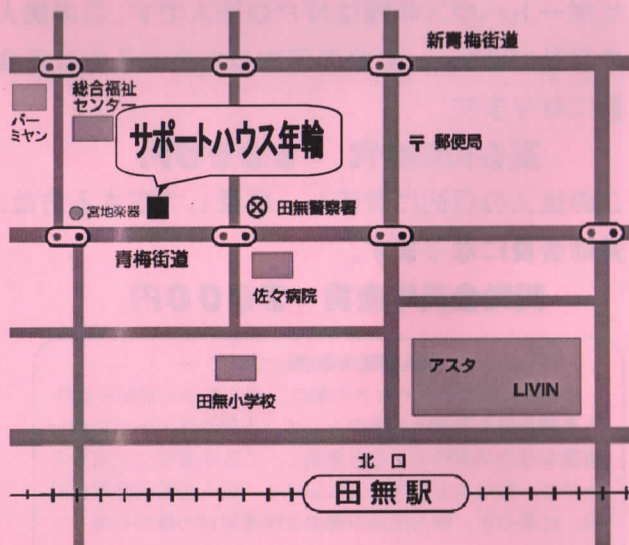 新青梅街道
総合福祉
センター
バー
ミヤン
サポートハウス年輪
〒 郵便局
宮地楽器
田無警察署
青梅街道
佐々病院
アスタ
LIVIN
田無小学校
北 口
田無駅